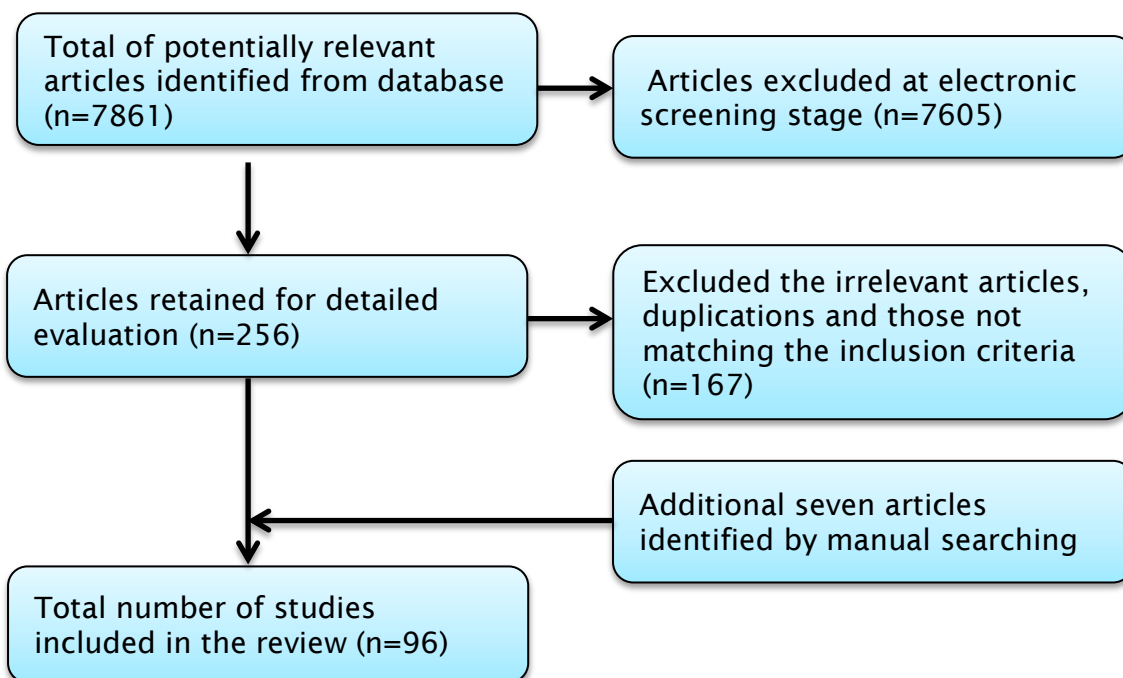 Total of potentially relevant
articles identified from database
(n=7861)
Articles excluded at electronic
screening stage (n=7605)
Articles retained for detailed
evaluation (n=256)
Excluded the irrelevant articles,
duplications and those not
matching the inclusion criteria
(n=167)
Additional seven articles
identified by manual searching
Total number of studies
included in the review (n=96)